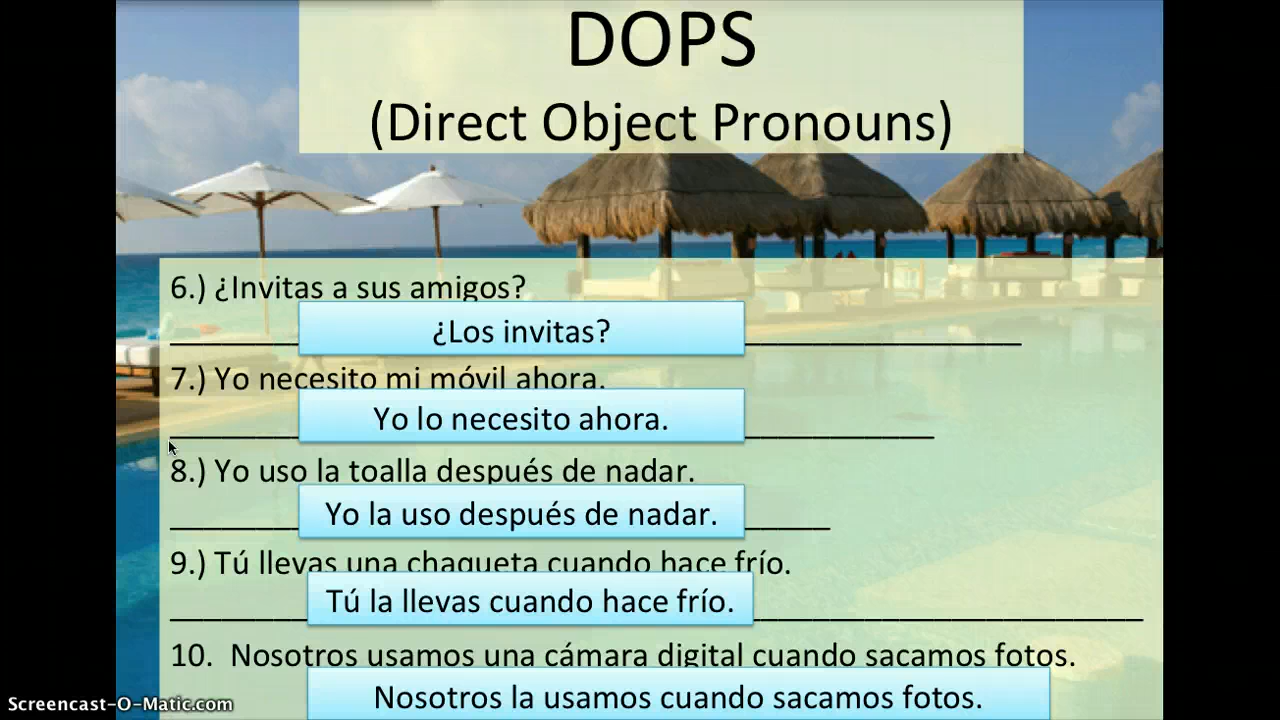 DOPS
(Direct Object Pronouns)
6.) ¿Invitas a sus amigos?
¿Los invitas?
7.) Yo necesito mi móvil ahora.
Yo lo necesito ahora.
8.) Yo uso la toalla después de nadar.
Yo la uso después de nadar.
9.) Tú llevas una chaqueta cuando hace frío.
Tú la llevas cuando hace frío.
10. Nosotros usamos una cámara digital cuando sacamos fotos.
Nosotros la usamos cuando sacamos fotos.
Screencast-O-Matic.com